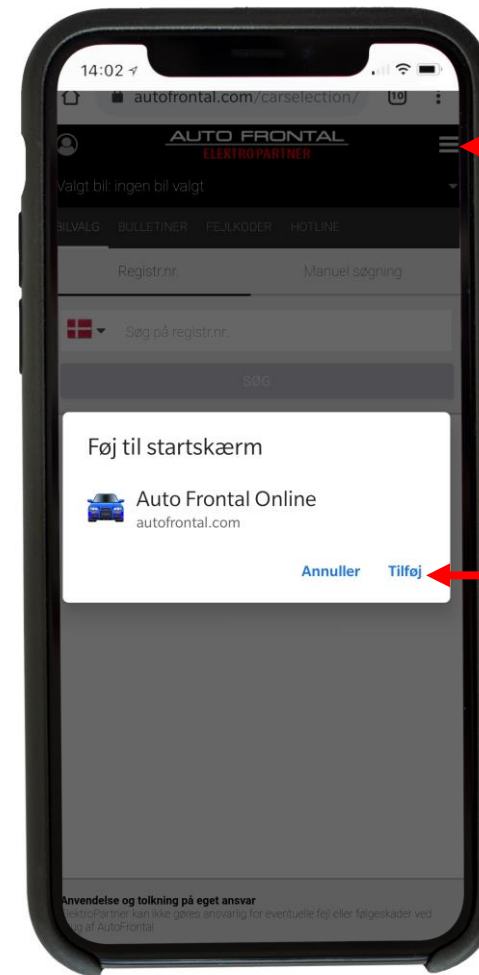 14:02
autofrontal.com/carselection/ 10
AUTO FRONTAL
ELEKTROPARTNER
Valgt bil: ingen bil valgt
BILVALG BULLETINER FEJLKODER HOTLINE
Registr.nr. Manuel søgning
Søg på registr.nr.
SØG
Føj til startskærm
Auto Frontal Online
autofrontal.com
Annuller Tilføj
Anvendelse og tolkning på eget ansvar
ElektroPartner kan ikke gøres ansvarlig for eventuelle fejl eller følgeskader ved
brug af AutoFrontal